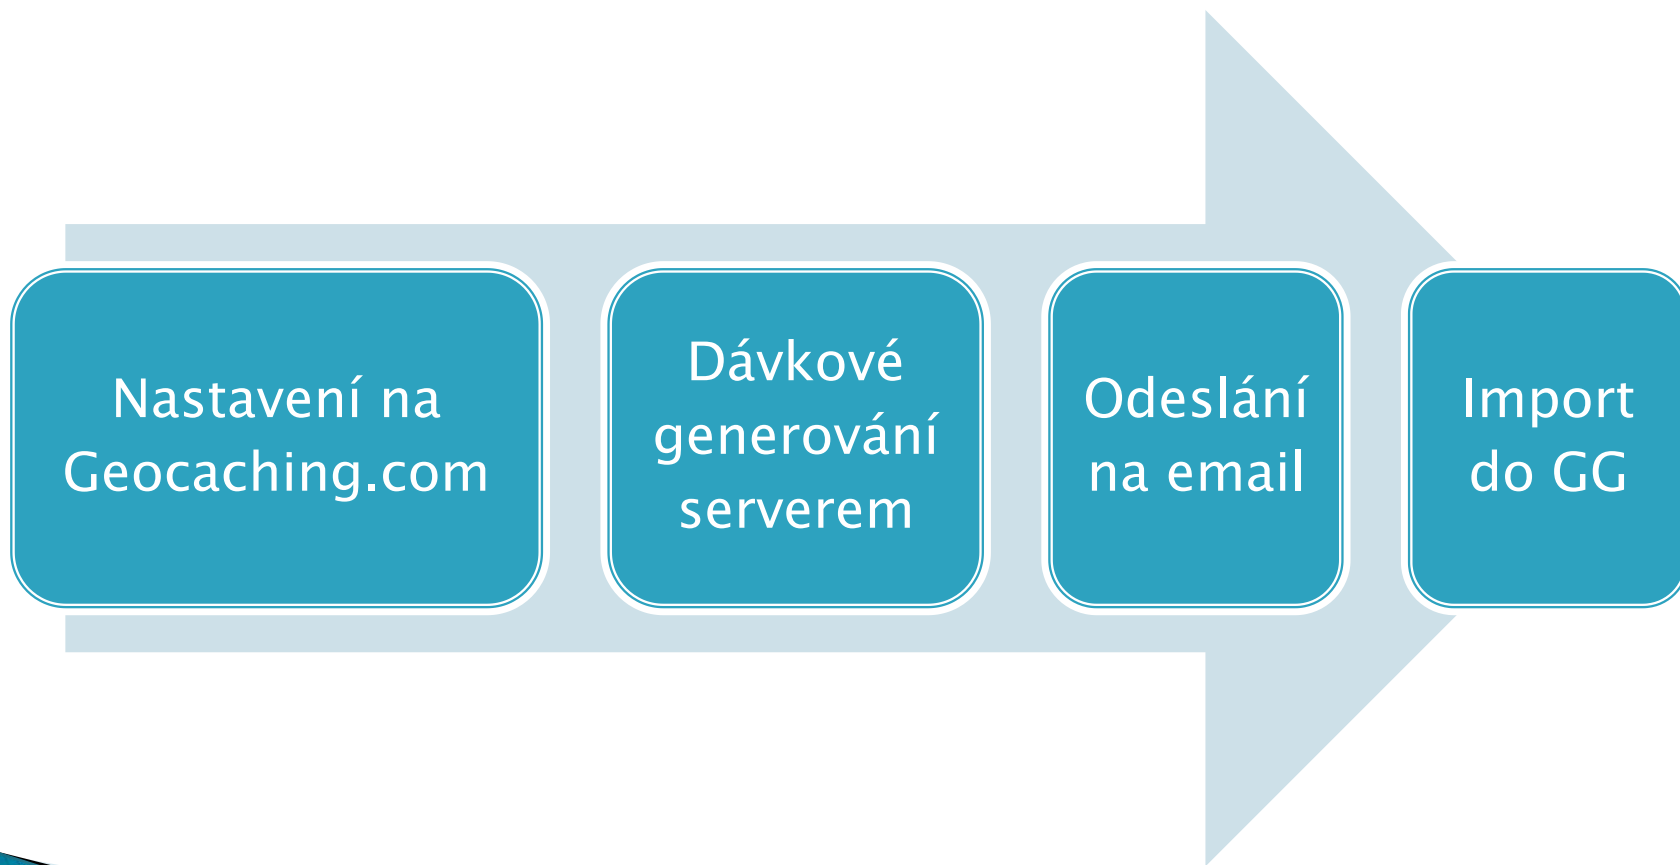 Nastavení na
Geocaching.com
Dávkové
generování
serverem
Odeslání
na email
Import
do GG